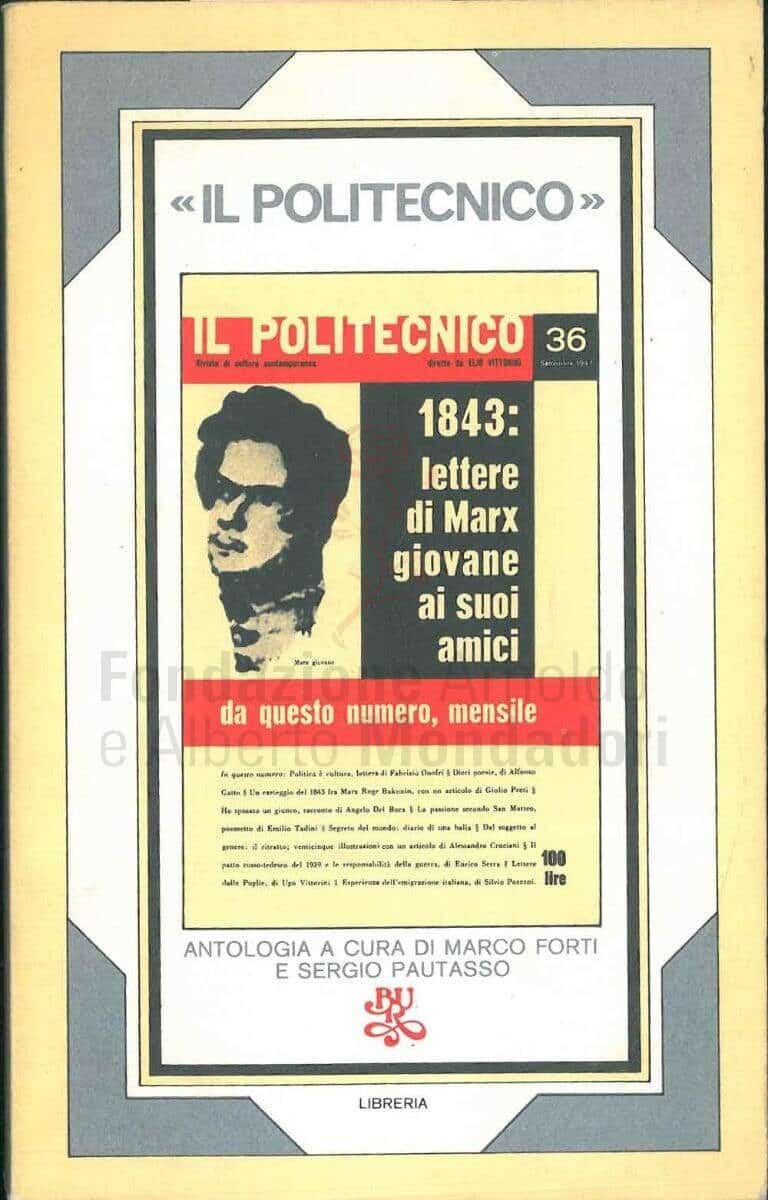 «IL POLITECNICO»
IL POLITECNICO
36
Rivista di cultura contemporanea
diretta da ELIO VITTORINI
Settembre 1947
1843:
lettere
di Marx
giovane
ai suoi
amici
Marx giovane
da questo numero, mensile
In questo numero: Politica è cultura, lettera di Fabrizio Onofri § Dieci poesie, di Alfonso
Gatto § Un carteggio del 1843 fra Marx Ruge Bakunin, con un articolo di Giulio Preti §
Ho sposato un giunco, racconto di Angelo Del Boca § La passione secondo San Matteo,
poemetto di Emilio Tadini § Segreto del mondo: diario di una balia § Dal soggetto al
genere: il ritratto; venticinque illustrazioni con un articolo di Alessandro Cruciani § Il
patto russo-tedesco del 1939 e le responsabilità della guerra, di Enrico Serra § Lettere
dalle Puglie, di Ugo Vittorini § Esperienza dell'emigrazione italiana, di Silvio
100
lire
ANTOLOGIA A CURA DI MARCO FORTI
E SERGIO PAUTASSO
BUR
LIBRERIA
Fondazione Arnoldo
e Alberto Mondadori